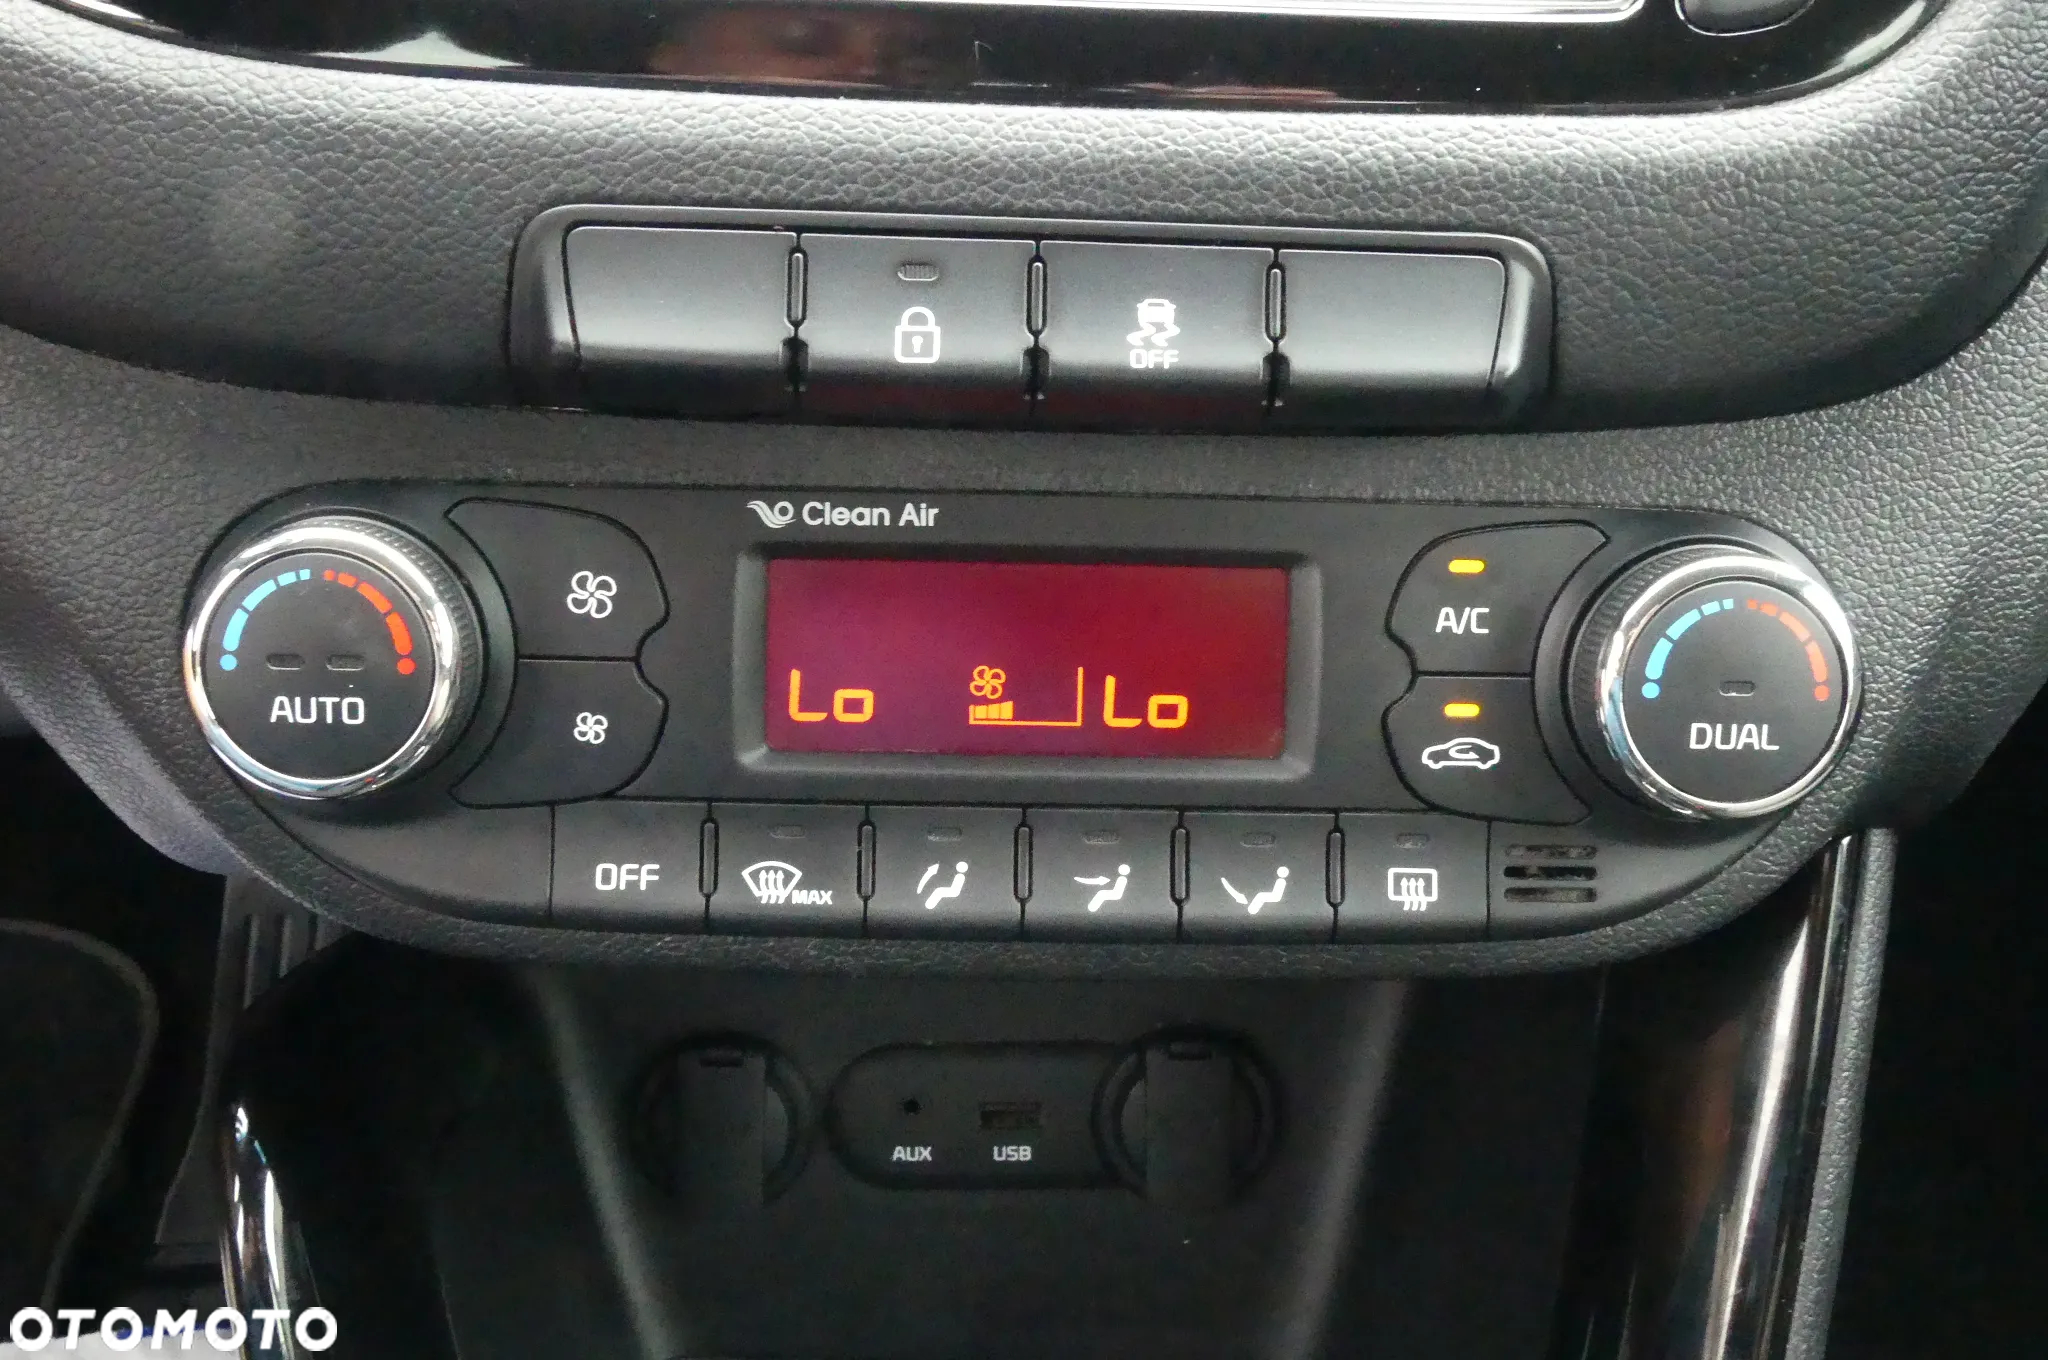 OFF
Clean Air
A/C
AUTO
Lo Lo
DUAL
OFF
MAX
AUX
USB
OTOMOTO